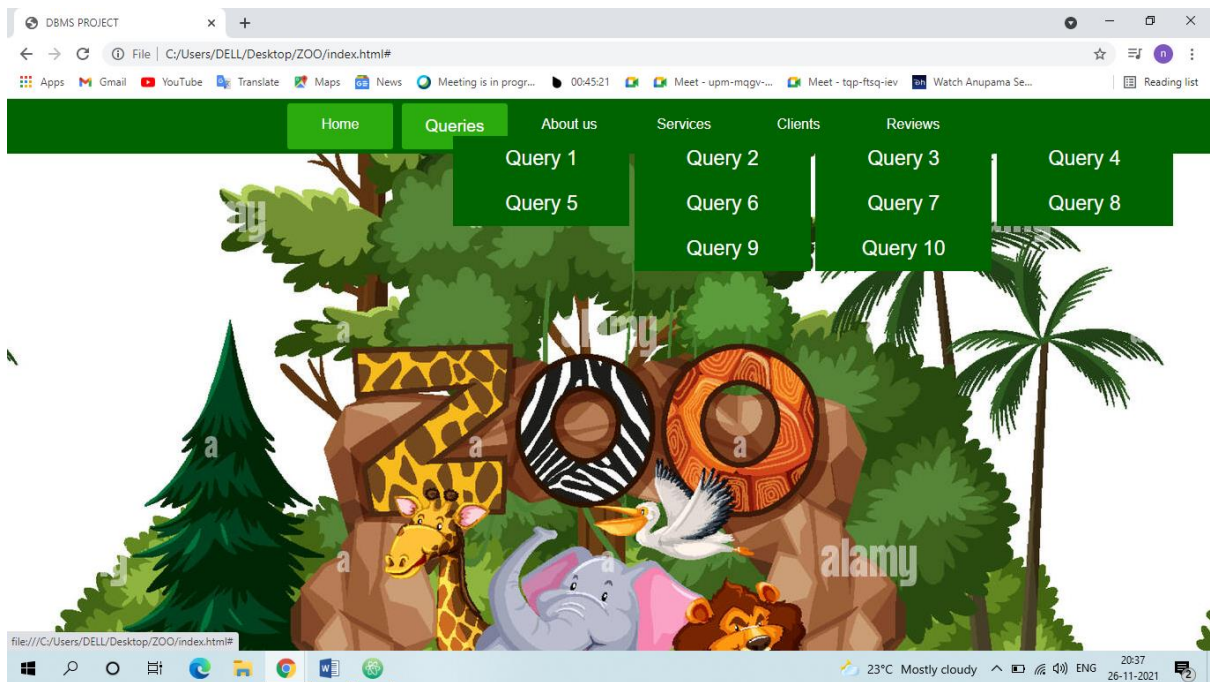 DBMS PROJECT
File | C:/Users/DELL/Desktop/ZOO/index.html#
n
Apps Gmail YouTube Translate Maps News Meeting is in progr... 00:45:21 Meet - upm-mqgv-... Meet - tqp-ftsq-iev Watch Anupama Se... Reading list
Home Queries About us Services Clients Reviews
Query 1 Query 2 Query 3 Query 4
Query 5 Query 6 Query 7 Query 8
Query 9 Query 10
alamy
a a
ZOO
a a
a a alamy
file:///C:/Users/DELL/Desktop/ZOO/index.html#
23°C Mostly cloudy ENG 20:37
26-11-2021
2